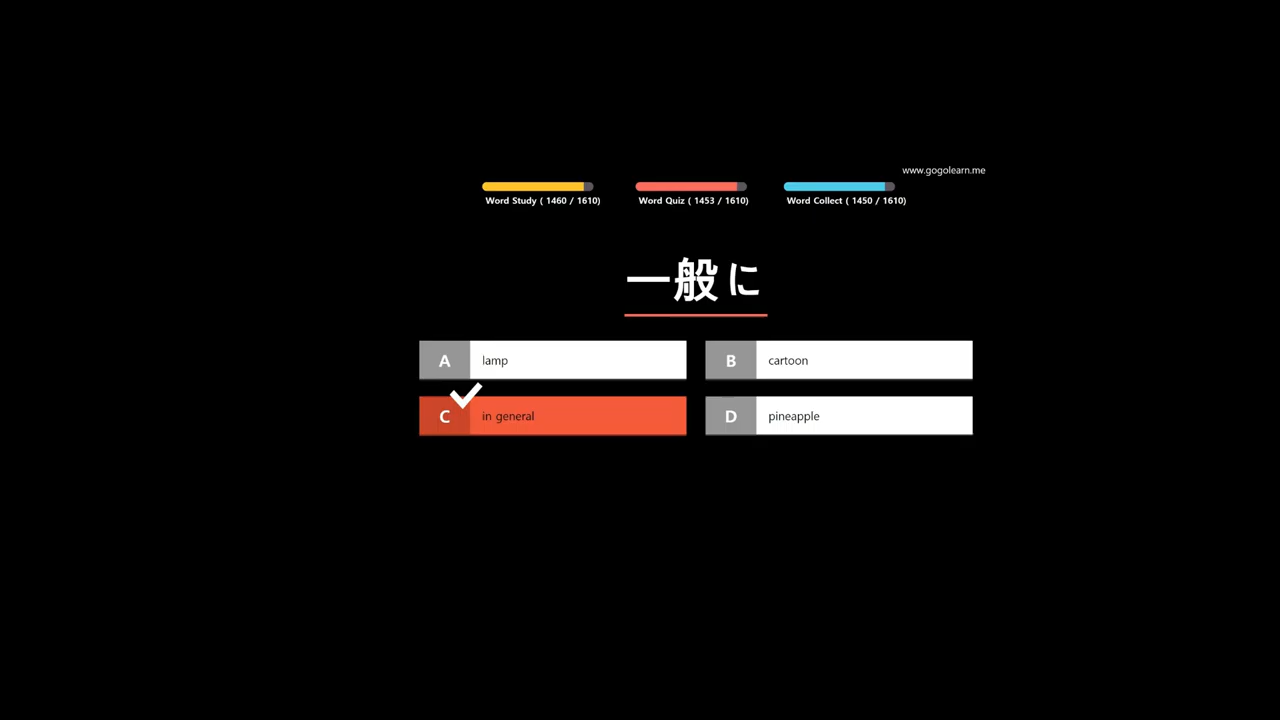 www.gogolearn.me
Word Study ( 1460 / 1610)
Word Quiz ( 1453 / 1610)
Word Collect ( 1450 / 1610)
一般に
A lamp
B cartoon
C in general
D pineapple